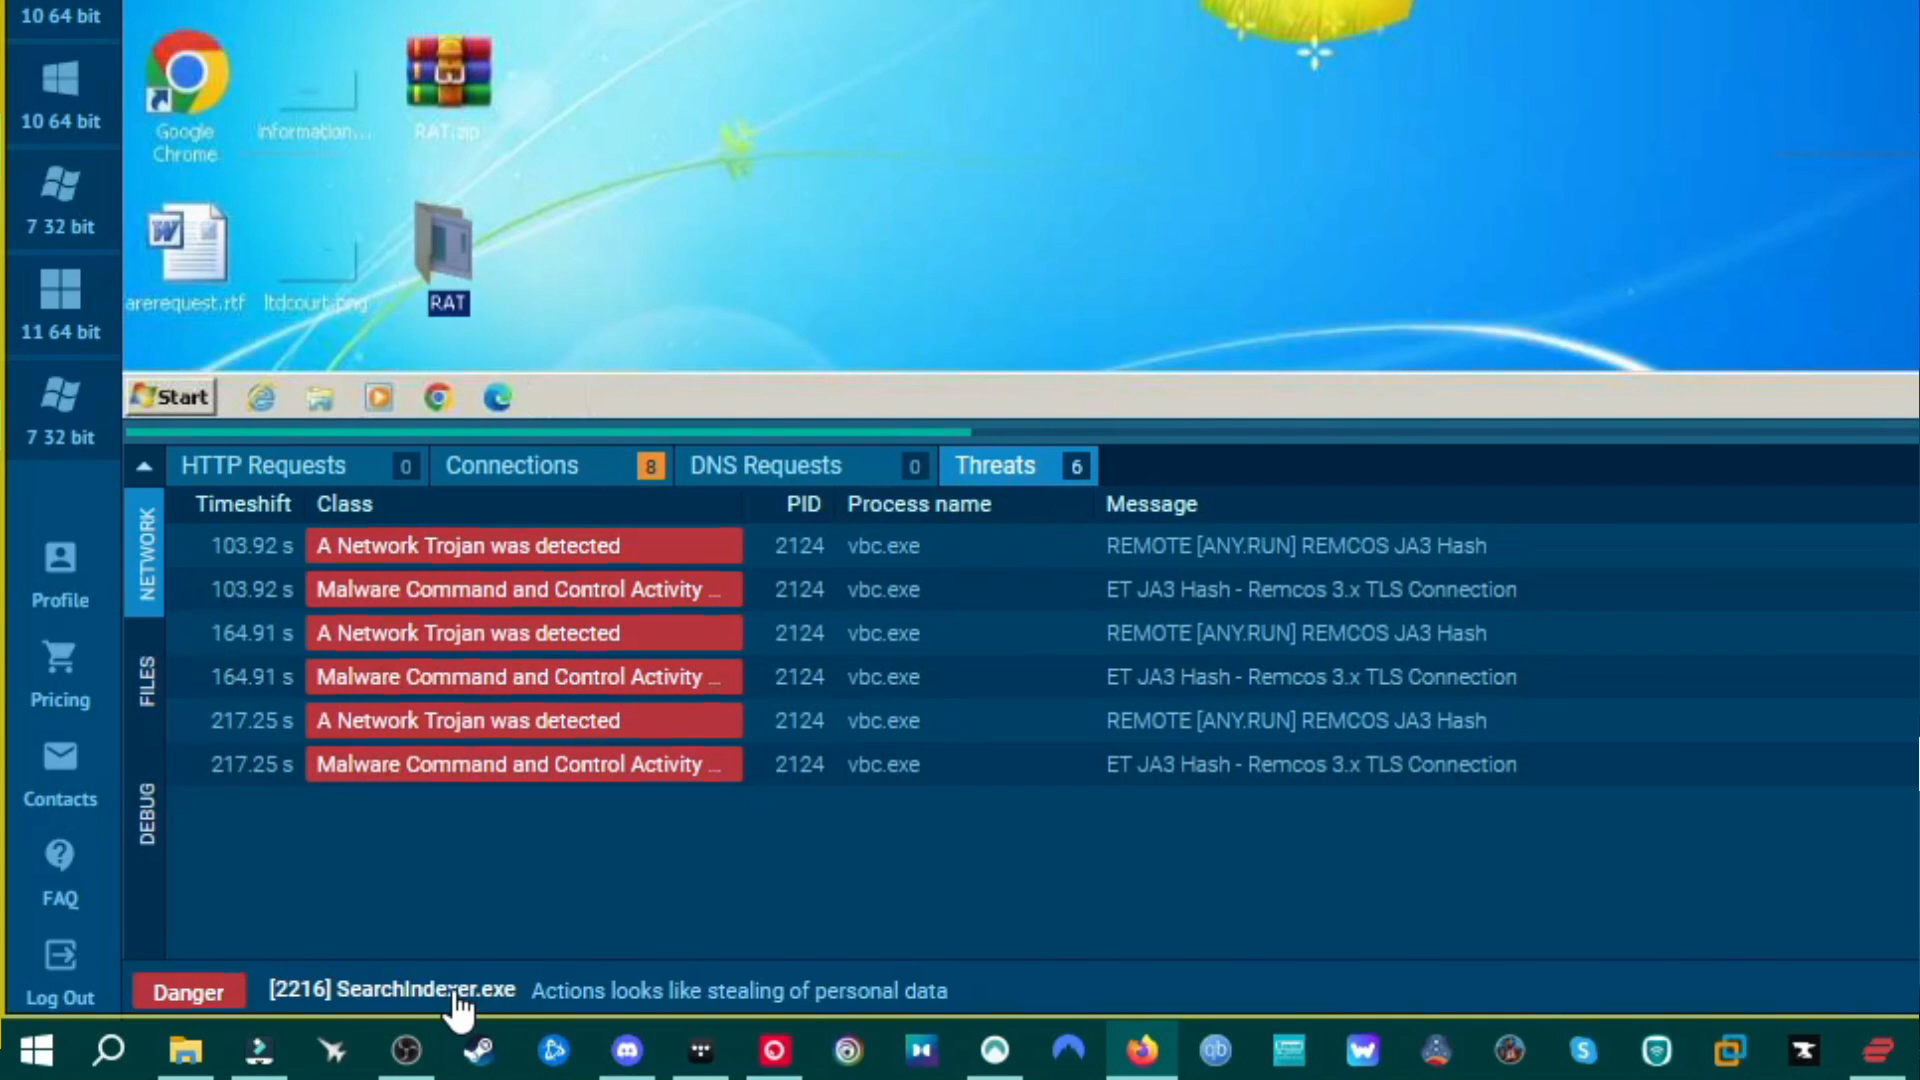 10 64 bit
10 64 bit
7 32 bit
11 64 bit
7 32 bit
Profile
Pricing
Contacts
FAQ
Log Out
Google
Chrome
information...
RAT.zip
arerequest.rtf
ltdcourt.png
RAT
Start
HTTP Requests 0
Connections 8
DNS Requests 0
Threats 6
NETWORK
FILES
DEBUG
Timeshift Class PID Process name Message
103.92 s A Network Trojan was detected 2124 vbc.exe REMOTE [ANY.RUN] REMCOS JA3 Hash
103.92 s Malware Command and Control Activity ... 2124 vbc.exe ET JA3 Hash - Remcos 3.x TLS Connection
164.91 s A Network Trojan was detected 2124 vbc.exe REMOTE [ANY.RUN] REMCOS JA3 Hash
164.91 s Malware Command and Control Activity ... 2124 vbc.exe ET JA3 Hash - Remcos 3.x TLS Connection
217.25 s A Network Trojan was detected 2124 vbc.exe REMOTE [ANY.RUN] REMCOS JA3 Hash
217.25 s Malware Command and Control Activity ... 2124 vbc.exe ET JA3 Hash - Remcos 3.x TLS Connection
Danger [2216] SearchIndexer.exe Actions looks like stealing of personal data